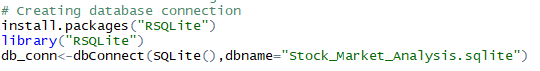 # Creating database connection
install.packages("RSQLite")
library("RSQLite")
db_conn<-dbConnect(SQLite(),dbname="Stock_Market_Analysis.sqlite")